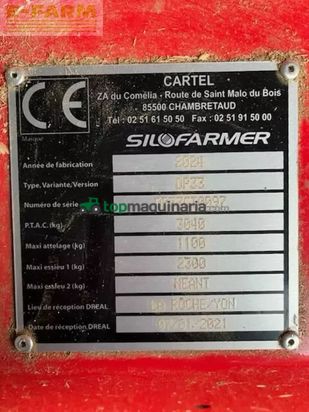 E-FARM
CARTEL
ZA du Comélia - Route de Saint Malo du Bois
85500 CHAMBRETAUD
Tél : 02 51 61 50 50 Fax : 02 51 91 50 00
CE
Marque
SILOFARMER
Année de fabrication
Type, Variante, Version DP33
Numéro de série
topmaquinaria.com
P.T.A.C. (kg) 3040
Maxi attelage (kg) 1100
Maxi essieu 1 (kg) 2300
Maxi essieu 2 (kg) NEANT
Lieu de réception DREAL LA ROCHE/YON
Date de réception DREAL